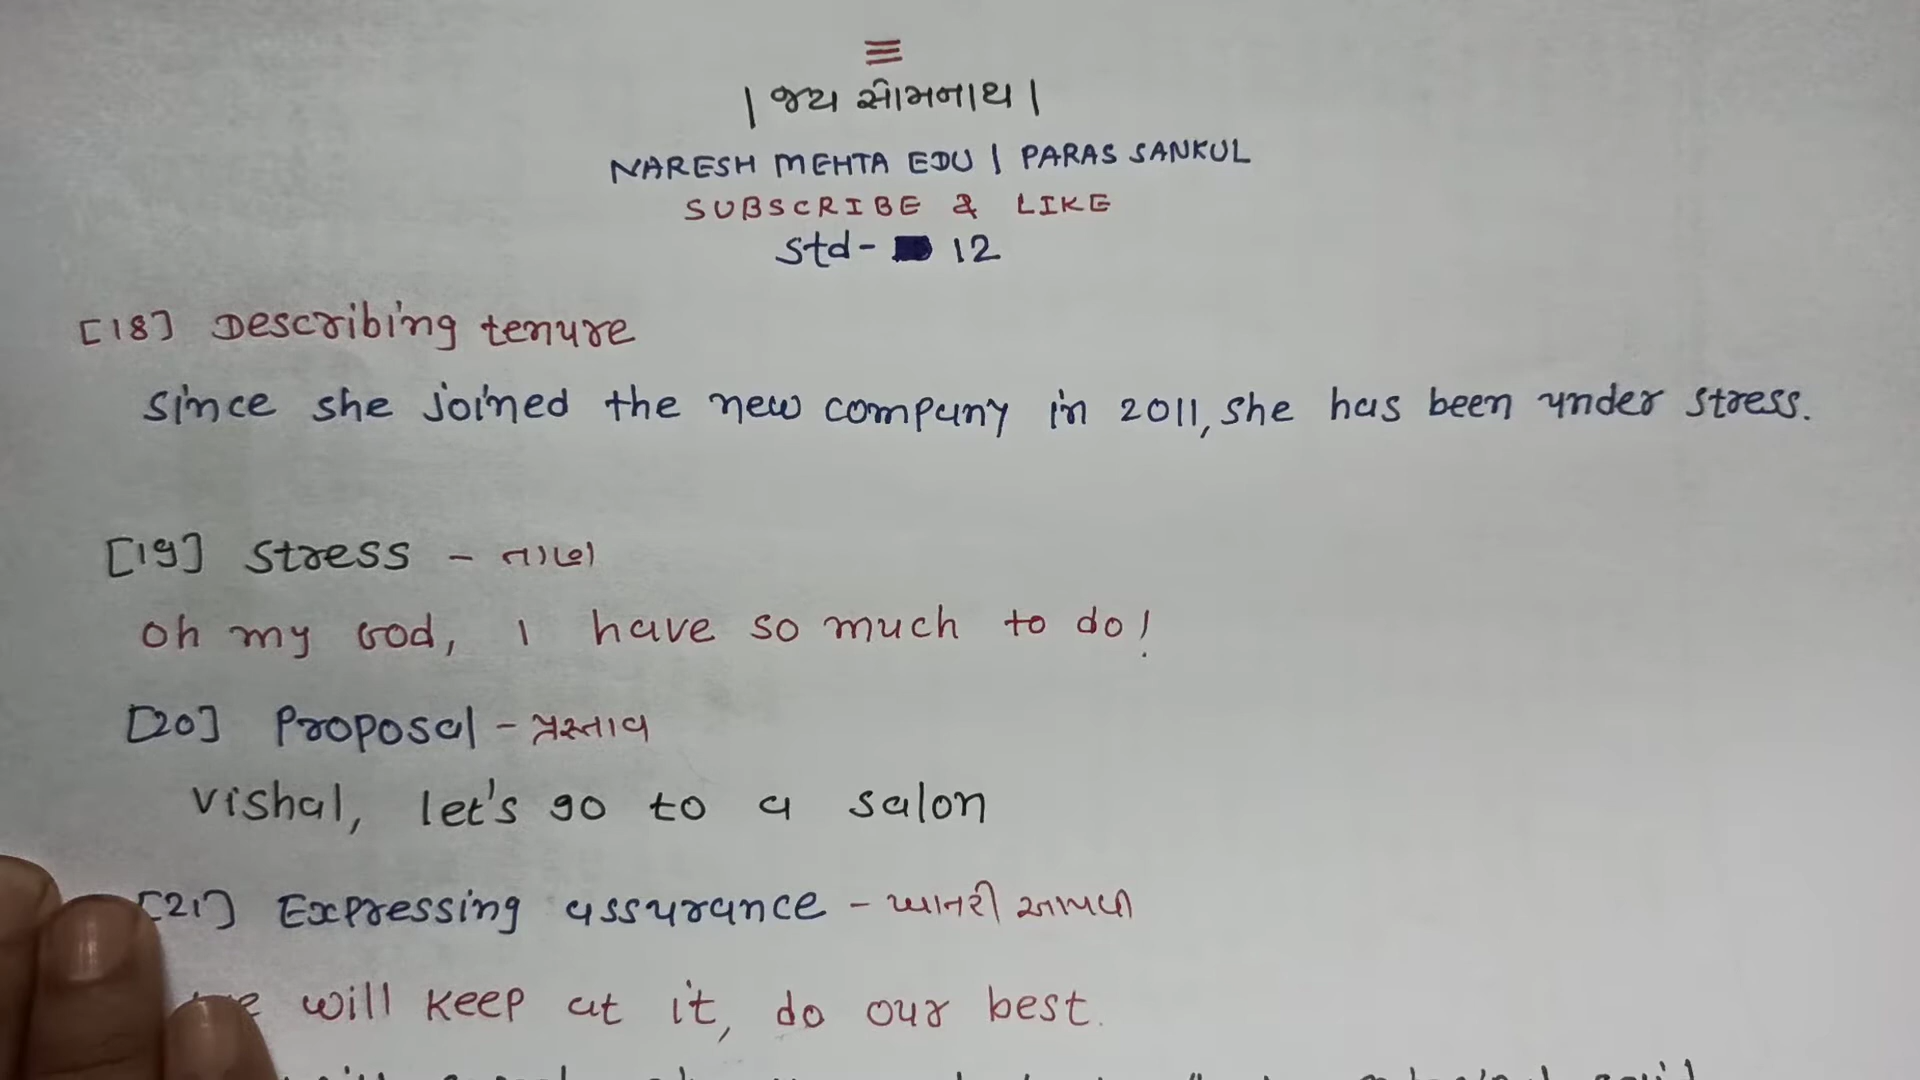 | જય સોમનાથ |
NARESH MEHTA EDU | PARAS SANKUL
SUBSCRIBE & LIKE
Std- 12
[18] Describing tenure
Since she joined the new company in 2011, she has been under stress.
[19] Stress - તાણ
Oh my God, I have so much to do!
[20] Proposal - પ્રસ્તાવ
Vishal, let's go to a salon
[21] Expressing assurance - ખાતરી આપવી
will keep at it, do our best.